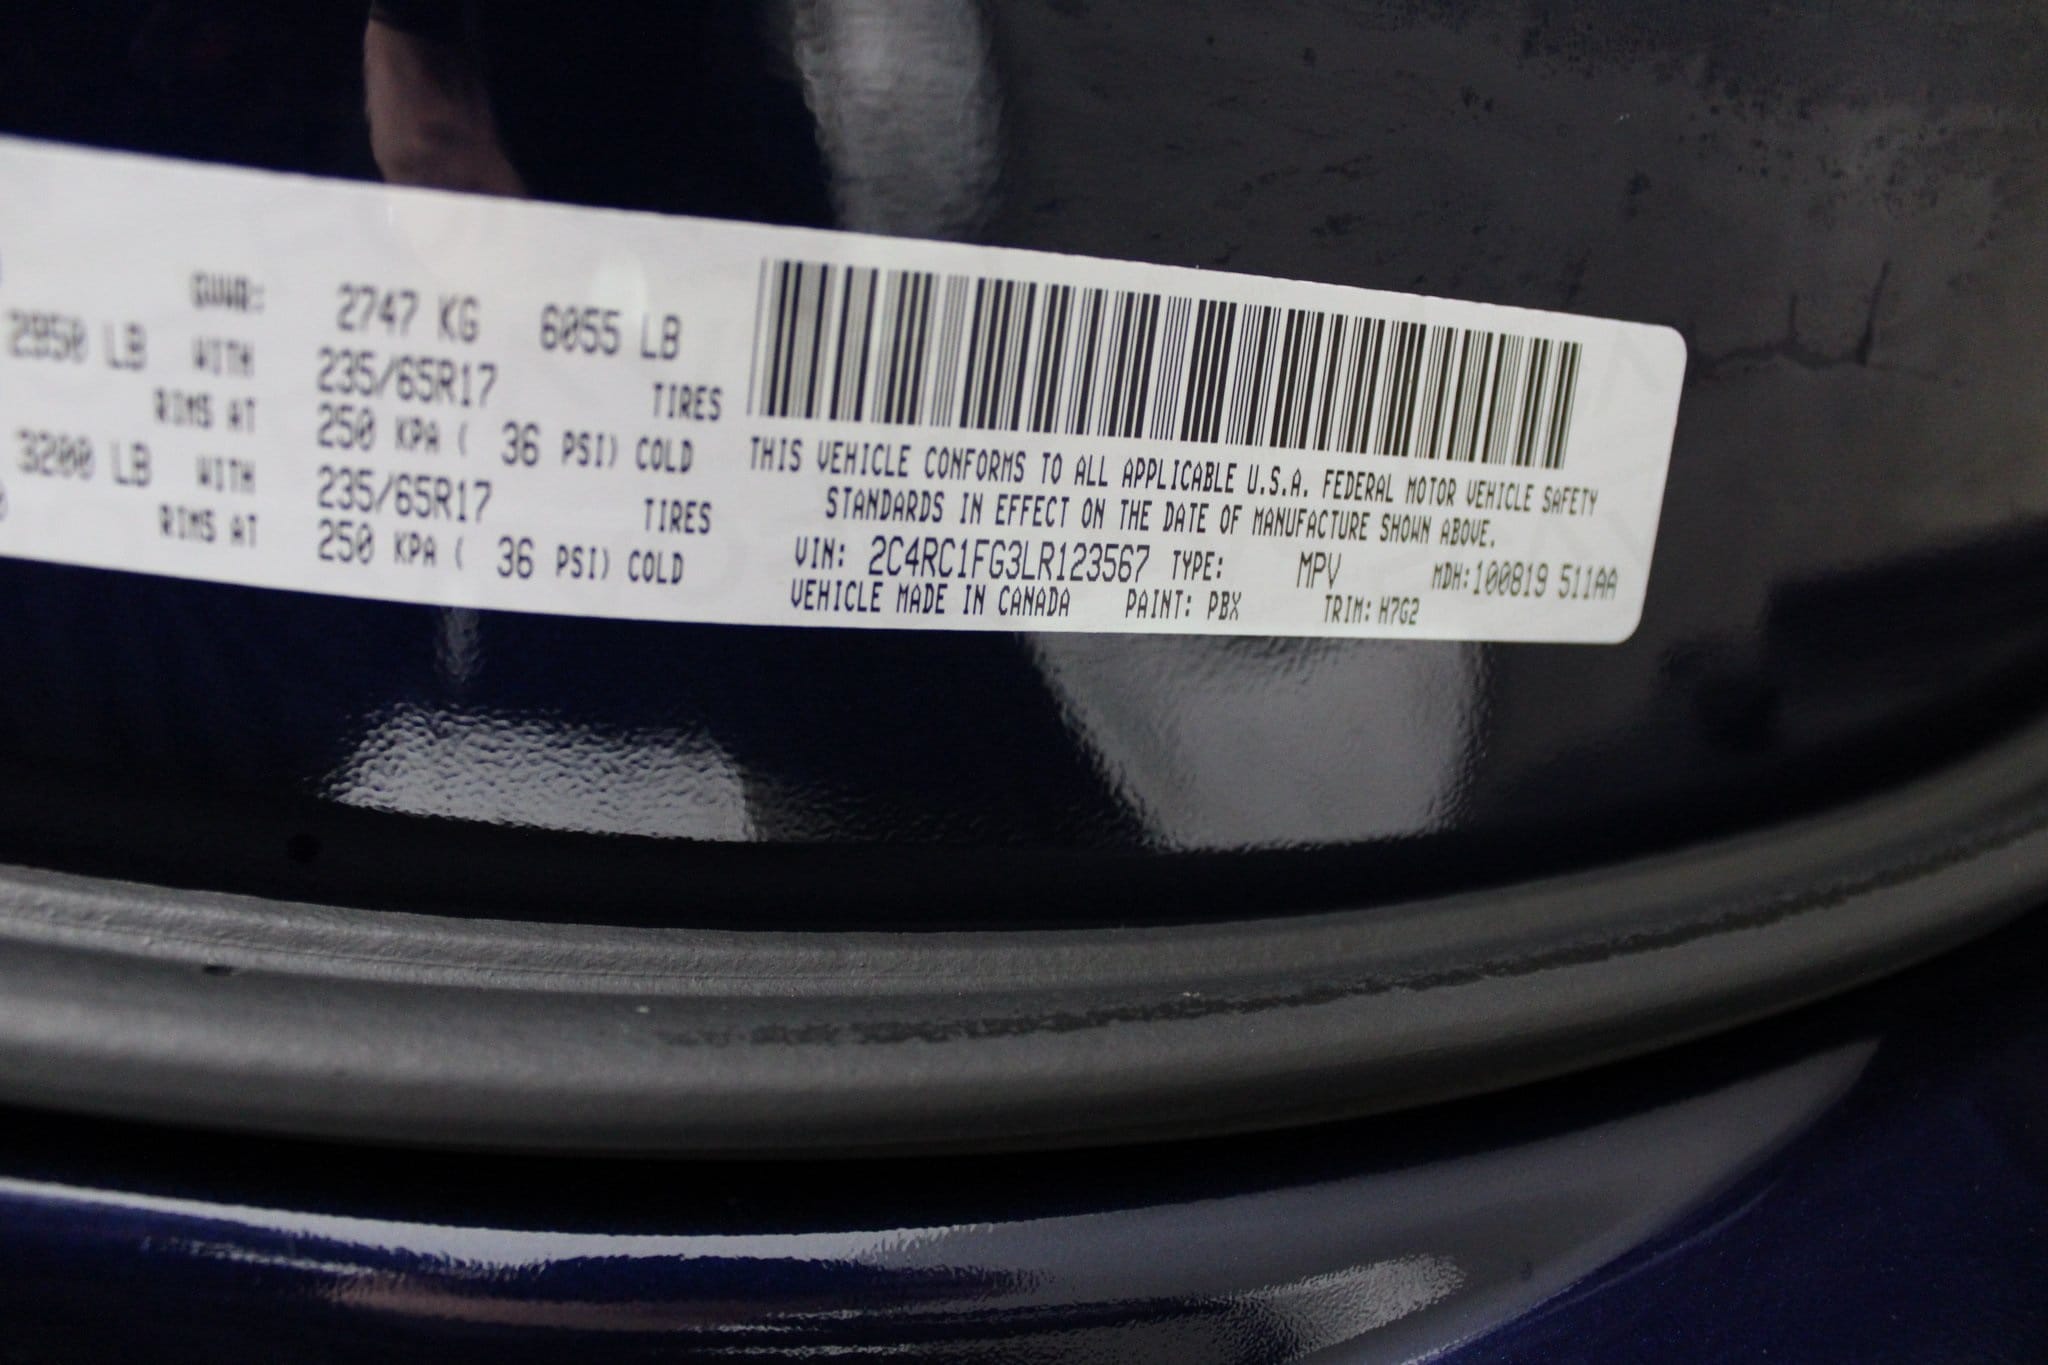 GVWR: 2747 KG 6055 LB
2950 LB WITH 235/65R17 TIRES
RIMS AT 250 KPA ( 36 PSI) COLD
3200 LB WITH 235/65R17 TIRES
RIMS AT 250 KPA ( 36 PSI) COLD
THIS VEHICLE CONFORMS TO ALL APPLICABLE U.S.A. FEDERAL MOTOR VEHICLE SAFETY
STANDARDS IN EFFECT ON THE DATE OF MANUFACTURE SHOWN ABOVE.
VIN: 2C4RC1FG3LR123567 TYPE: MPV MDH:100819 511AA
VEHICLE MADE IN CANADA PAINT: PBX TRIM: H7G2